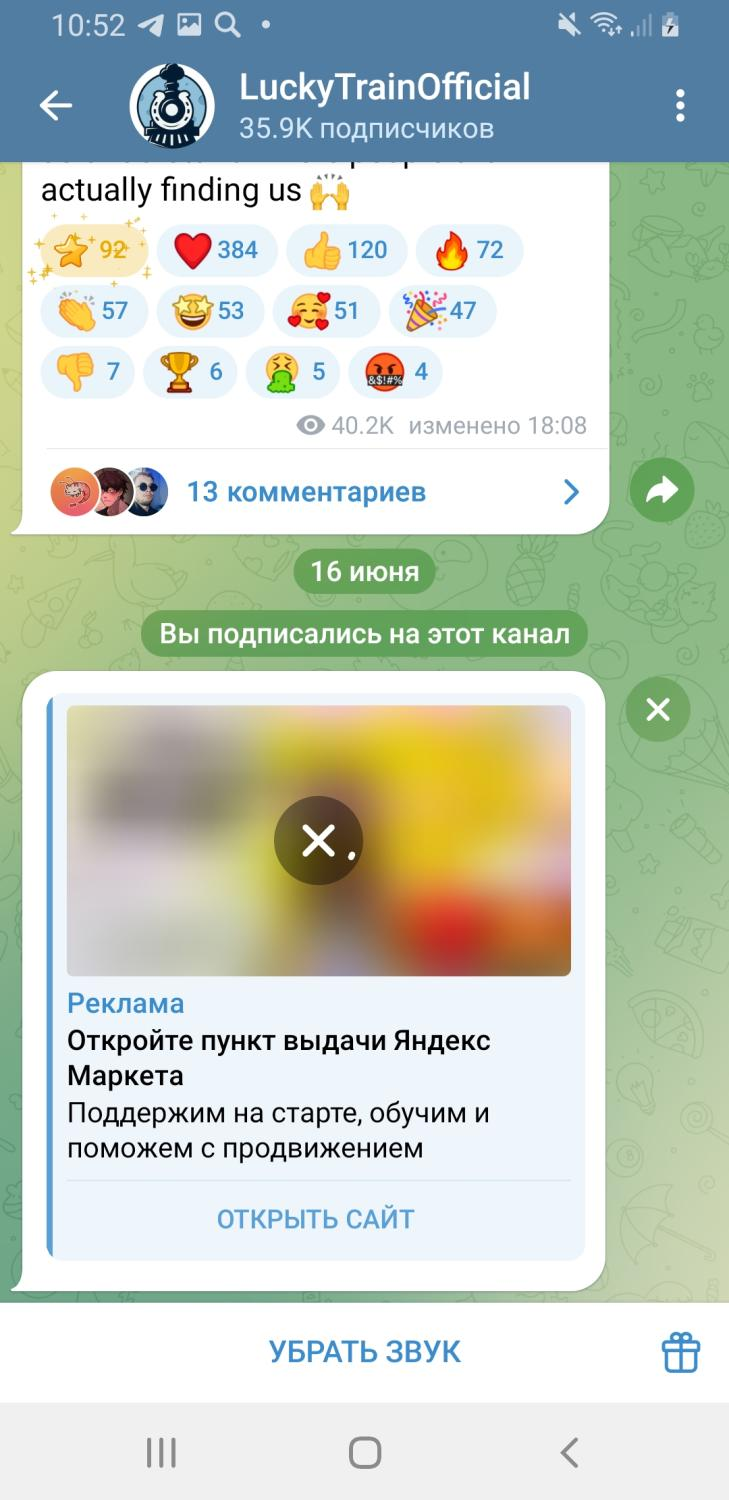 10:52
LuckyTrainOfficial
35.9K подписчиков
actually finding us
92 384 120 72
57 53 51 47
7 6 5 &$!#% 4
40.2K изменено 18:08
13 комментариев
16 июня
Вы подписались на этот канал
Реклама
Откройте пункт выдачи Яндекс
Маркета
Поддержим на старте, обучим и
поможем с продвижением
ОТКРЫТЬ САЙТ
УБРАТЬ ЗВУК